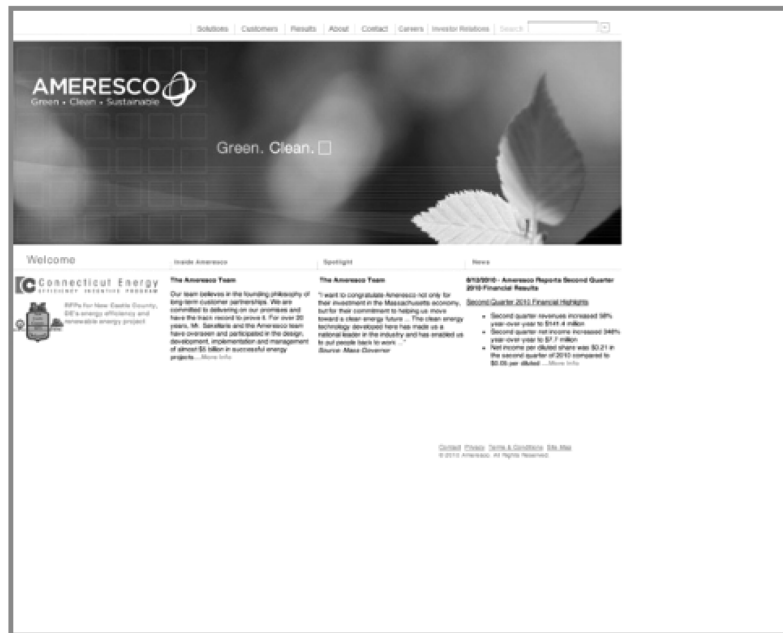 Solutions Customers Results About Contact Careers Investor Relations Search
AMERESCO
Green • Clean • Sustainable
Green. Clean.
Welcome
Inside Ameresco
Spotlight
News
Connecticut Energy
EFFICIENCY INCENTIVE PROGRAM
RFPs for New Castle County,
DE's energy efficiency and
renewable energy project
The Ameresco Team
Our team believes in the founding philosophy of
long-term customer partnerships. We are
committed to delivering on our promises and
have the track record to prove it. For over 20
years, Mr. Sakellaris and the Ameresco team
have overseen and participated in the design,
development, implementation and management
of almost $5 billion in successful energy
projects ...More Info
The Ameresco Team
"I want to congratulate Ameresco not only for
their investment in the Massachusetts economy,
but for their commitment to helping us move
toward a clean energy future ... The clean energy
technology developed here has made us a
national leader in the industry and has enabled us
to put people back to work ..."
Source: Mass Governor
8/12/2010 - Ameresco Reports Second Quarter
2010 Financial Results
Second Quarter 2010 Financial Highlights
• Second quarter revenues increased 58%
year-over-year to $141.4 million
• Second quarter net income increased 348%
year-over-year to $7.7 million
• Net income per diluted share was $0.21 in
the second quarter of 2010 compared to
$0.05 per diluted ...More Info
Contact Privacy Terms & Conditions Site Map
© 2010 Ameresco. All Rights Reserved.